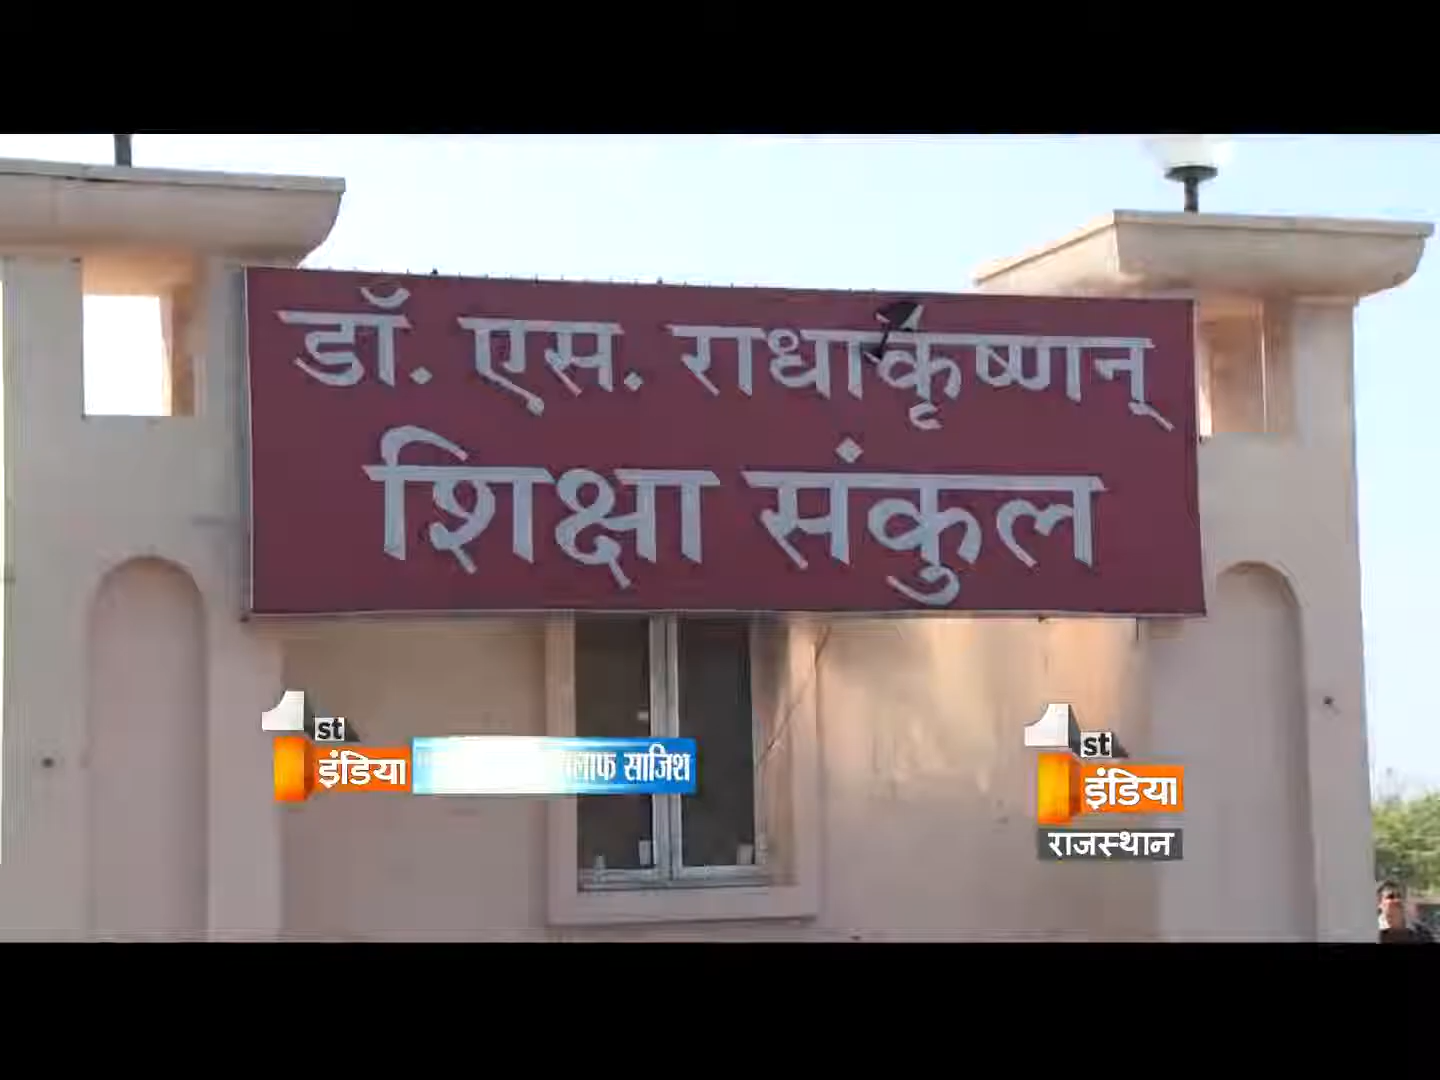 डॉ. एस. राधाकृष्णन्
शिक्षा संकुल
1st
इंडिया
साजिश
1st
इंडिया
राजस्थान